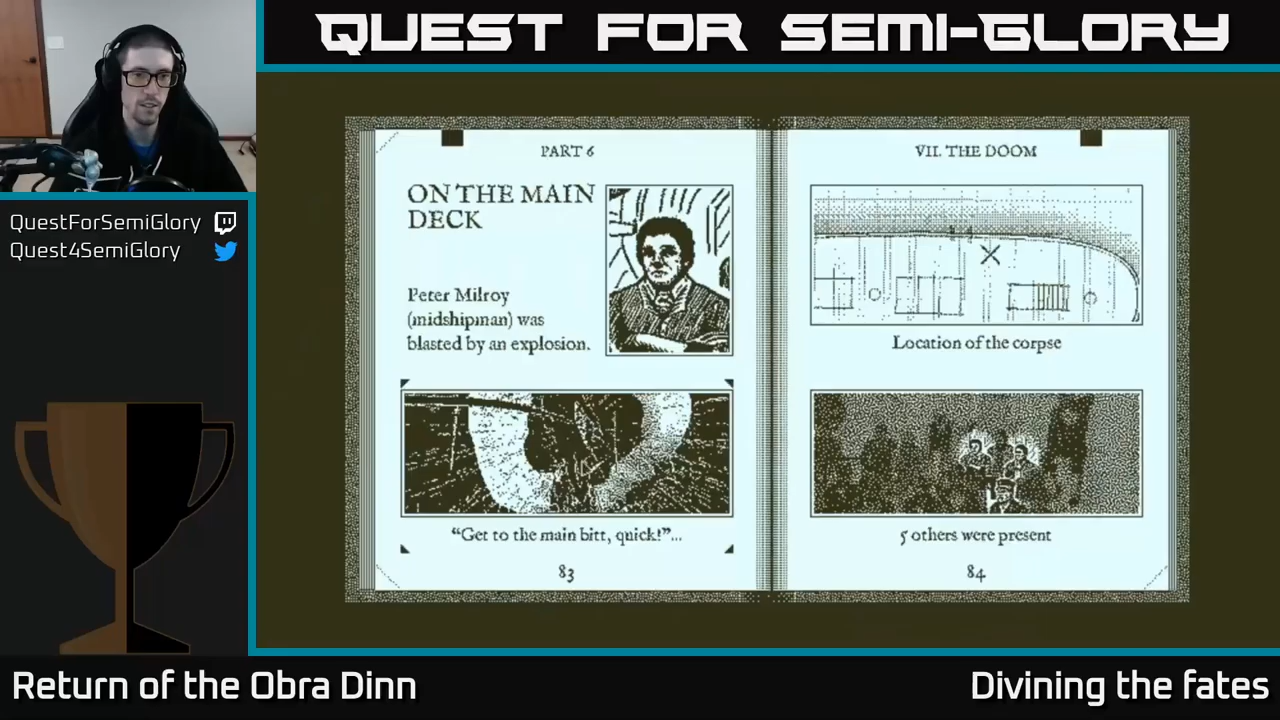 QUEST FOR SEMI-GLORY
QuestForSemiGlory
Quest4SemiGlory
PART 6
ON THE MAIN
DECK
Peter Milroy
(midshipman) was
blasted by an explosion.
"Get to the main bitt, quick!"...
83
VII. THE DOOM
Location of the corpse
5 others were present
84
Return of the Obra Dinn
Divining the fates